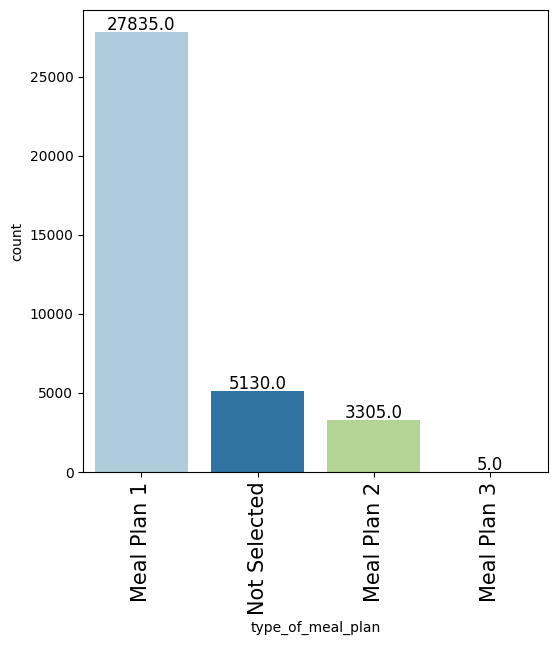 27835.0
25000
20000
15000
10000
5000
0
count
5130.0
3305.0
5.0
Meal Plan 1
Not Selected
Meal Plan 2
Meal Plan 3
type_of_meal_plan